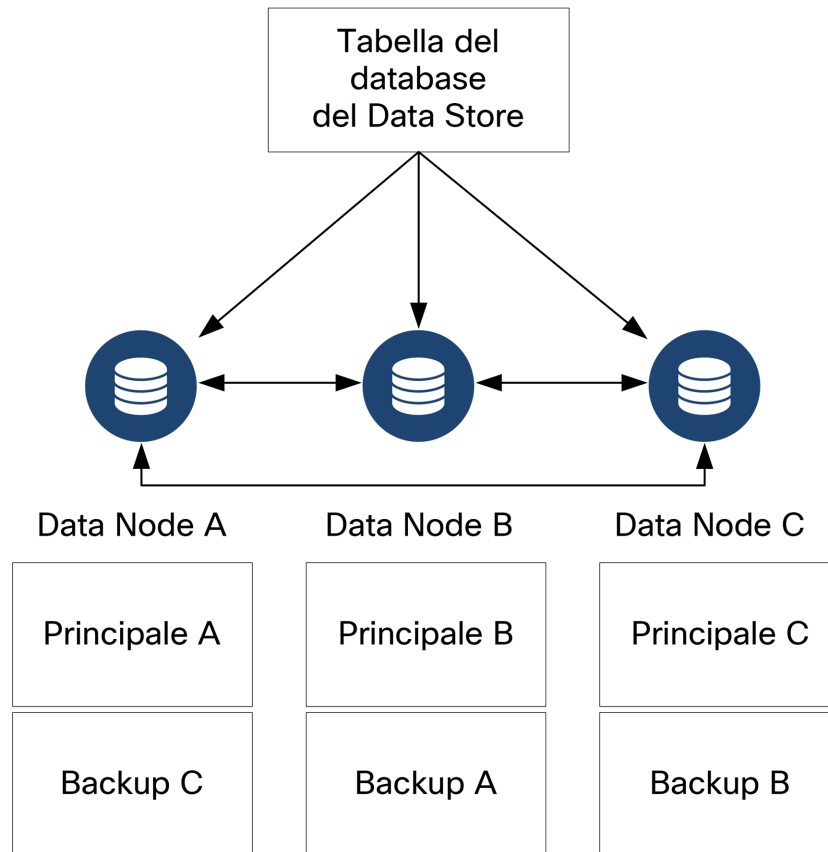 Tabella del
database
del Data Store
Data Node A
Data Node B
Data Node C
Principale A
Principale B
Principale C
Backup C
Backup A
Backup B